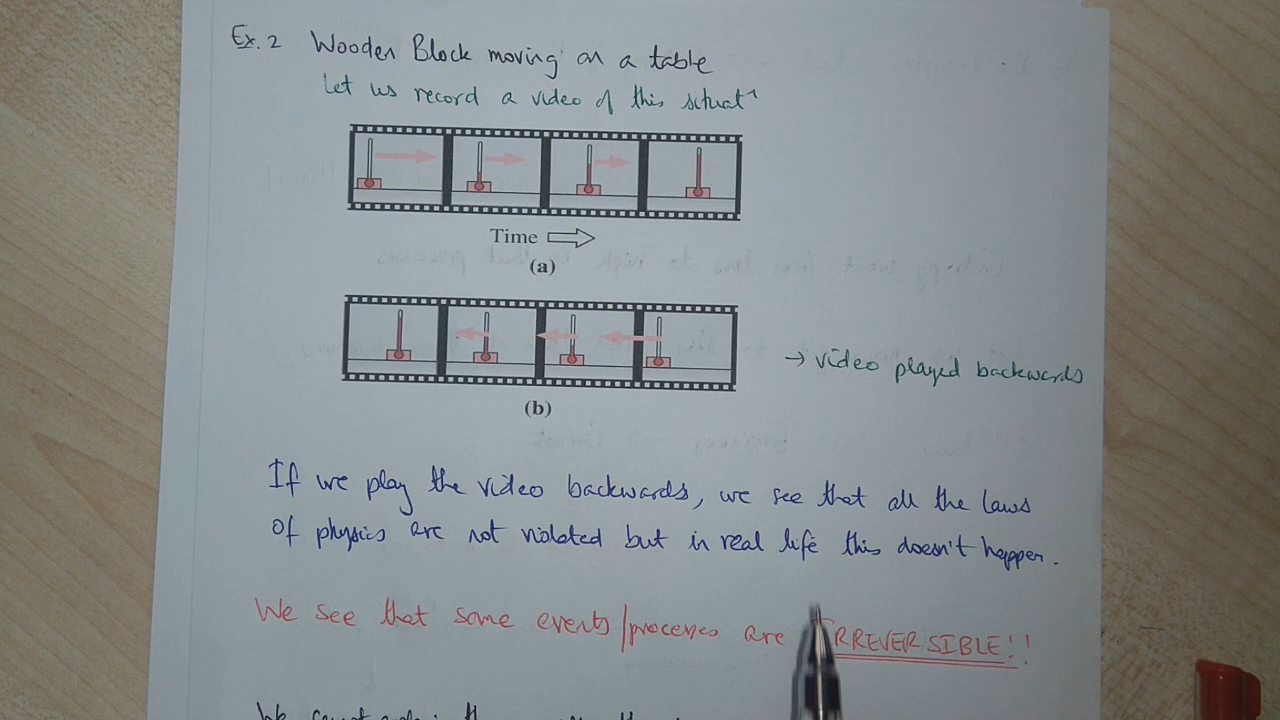 Ex. 2 Wooden Block moving on a table
Let us record a video of this situatⁿ
Time
(a)
→ video played backwards
(b)
If we play the video backwards, we see that all the laws
of physics are not violated but in real life this doesn't happen.
We see that some events/processes are IRREVERSIBLE!!
We